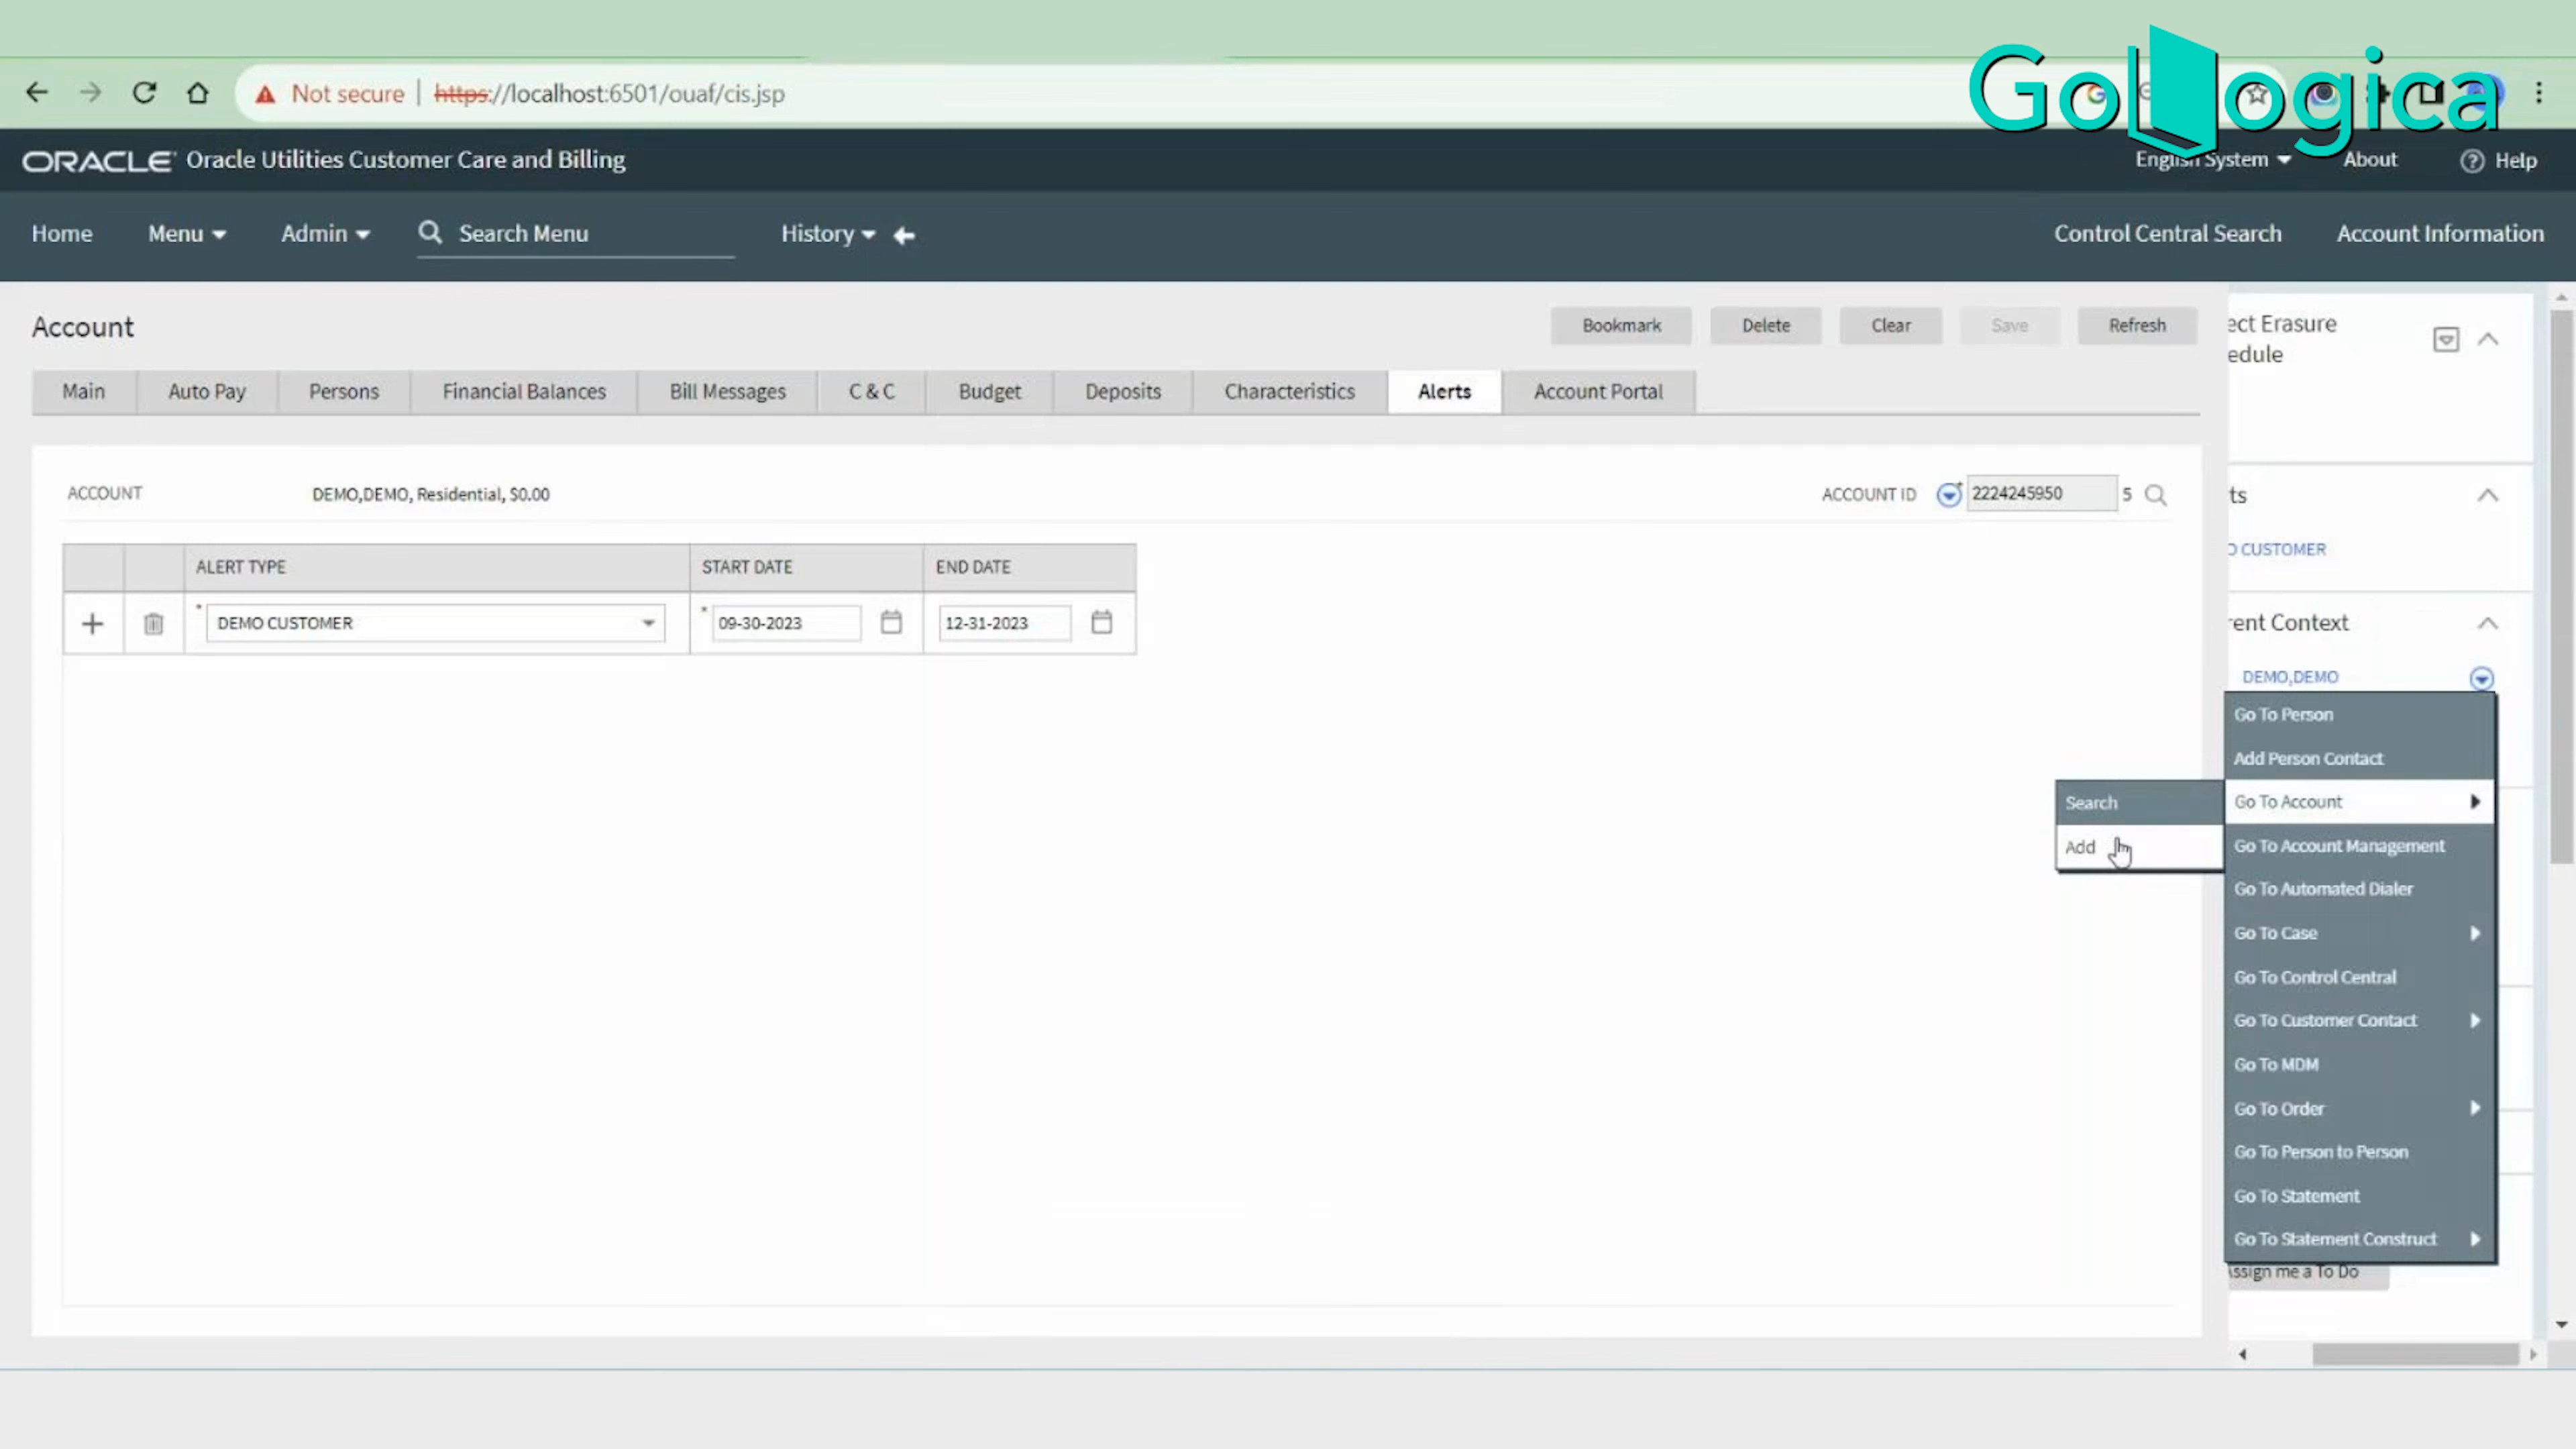 GoLogica
Not secure | https://localhost:6501/ouaf/cis.jsp
ORACLE Oracle Utilities Customer Care and Billing
English System About Help
Home Menu Admin Search Menu History Control Central Search Account Information
Account
Bookmark Delete Clear Save Refresh
Main Auto Pay Persons Financial Balances Bill Messages C & C Budget Deposits Characteristics Alerts Account Portal
ACCOUNT DEMO,DEMO, Residential, $0.00 ACCOUNT ID 2224245950 5
ALERT TYPE START DATE END DATE
* DEMO CUSTOMER * 09-30-2023 12-31-2023
ect Erasure
edule
ts
CUSTOMER
ent Context
DEMO,DEMO
Go To Person
Add Person Contact
Go To Account
Search
Add
Go To Account Management
Go To Automated Dialer
Go To Case
Go To Control Central
Go To Customer Contact
Go To MDM
Go To Order
Go To Person to Person
Go To Statement
Go To Statement Construct
ssign me a To Do